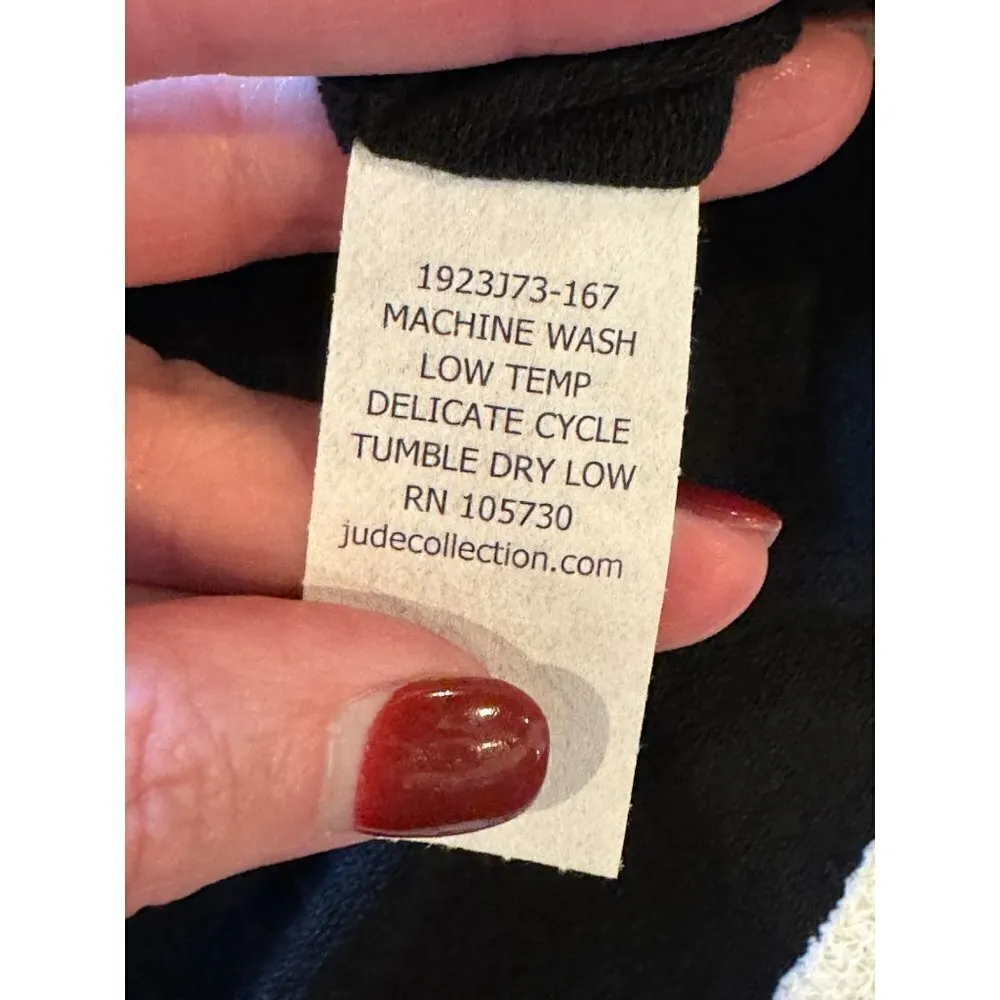 1923J73-167
MACHINE WASH
LOW TEMP
DELICATE CYCLE
TUMBLE DRY LOW
RN 105730
judecollection.com